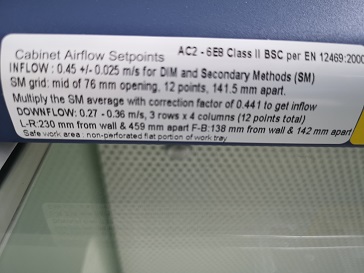 Cabinet Airflow Setpoints AC2 - 6E8 Class II BSC per EN 12469:2000
INFLOW : 0.45 +/- 0.025 m/s for DIM and Secondary Methods (SM)
SM grid: mid of 76 mm opening, 12 points, 141.5 mm apart.
Multiply the SM average with correction factor of 0.441 to get inflow
DOWNFLOW: 0.27 - 0.36 m/s, 3 rows x 4 columns (12 points total)
L-R:230 mm from wall & 459 mm apart F-B:138 mm from wall & 142 mm apart
Safe work area : non-perforated flat portion of work tray